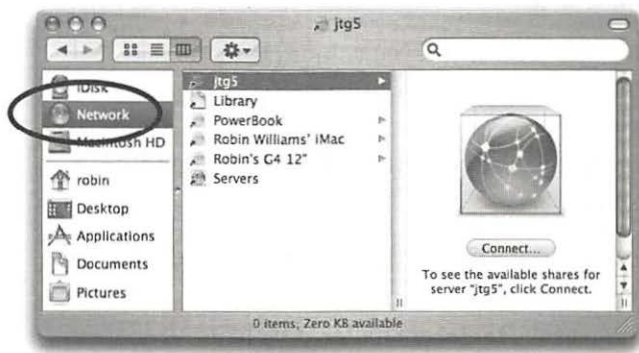 jtg5
iDisk
Network
Macintosh HD
robin
Desktop
Applications
Documents
Pictures
jtg5
Library
PowerBook
Robin Williams' iMac
Robin's G4 12"
Servers
Connect...
To see the available shares for
server "jtg5", click Connect.
0 items, Zero KB available